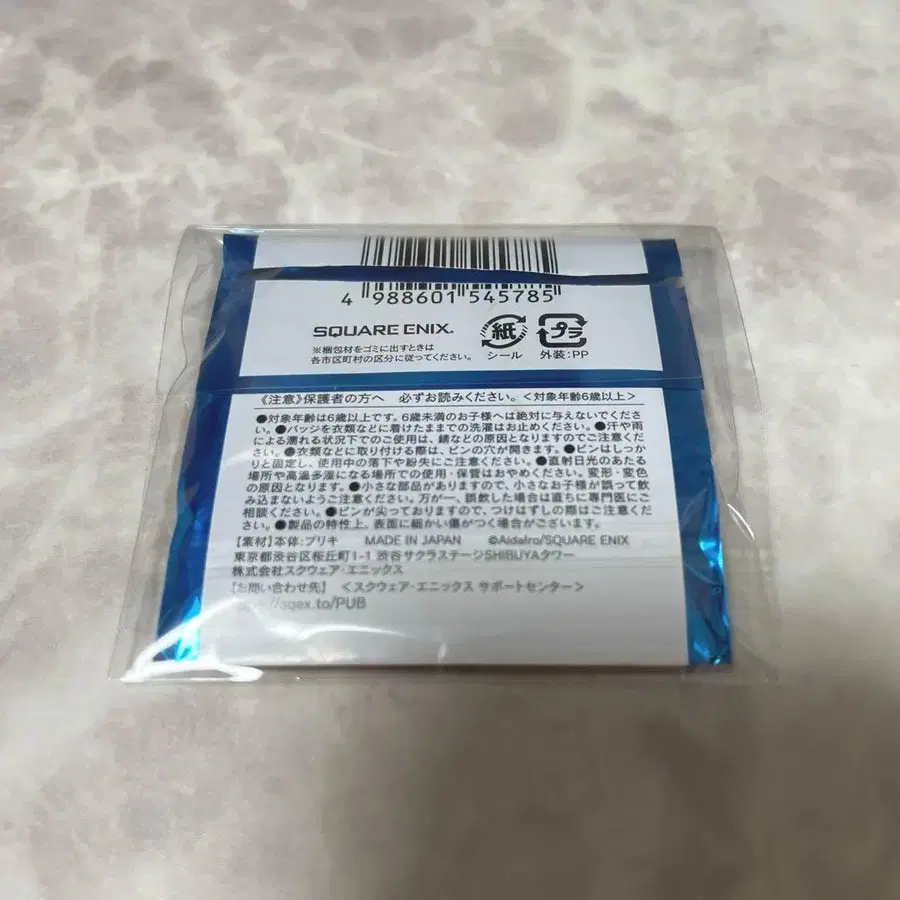 4 988601 545785
SQUARE ENIX®
※梱包材をゴミに出すときは
各市区町村の区分に従ってください。
紙
シール
プラ
外装:PP
《注意》保護者の方へ 必ずお読みください。<対象年齢6歳以上>
●対象年齢は6歳以上です。6歳未満のお子様へは絶対に与えないでくださ
い。●バッジを衣類などに着けたままでの洗濯はお止めください。●汗や雨
による濡れる状況下でのご使用は、錆などの原因となりますのでご注意くださ
い。●衣類などに取り付ける際は、ピンの穴が開きます。●ピンはしっか
りと固定し、使用中の落下や紛失にご注意ください。●直射日光のあたる
場所や高温多湿になる場所での使用・保管はおやめください。変形・変色
の原因となります。●小さな部品がありますので、小さなお子様が誤って飲
み込まないようご注意ください。万が一、誤飲した場合は直ちに専門医にご
相談ください。●ピンが尖っておりますので、つけはずしの際はご注意くださ
い。●製品の特性上、表面に細かい傷がつく場合がございます。
【素材】本体:ブリキ MADE IN JAPAN ©AidaIro/SQUARE ENIX
東京都渋谷区桜丘町1-1 渋谷サクラステージSHIBUYAタワー
株式会社スクウェア・エニックス
【お問い合わせ先】 <スクウェア・エニックス サポートセンター>
sqex.to/PUB